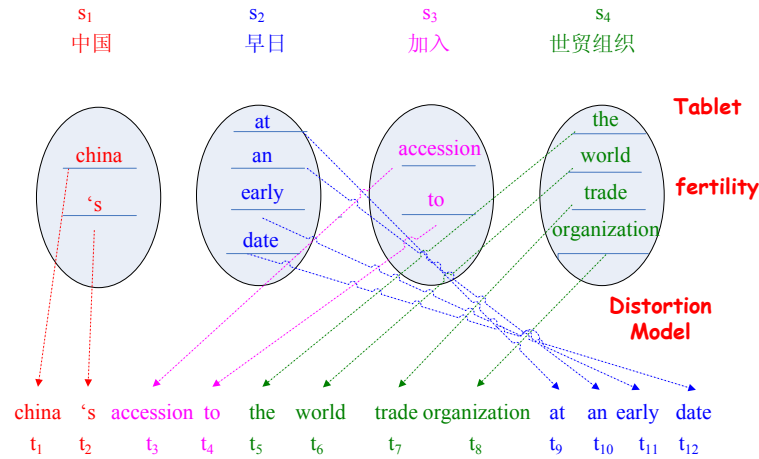 s₁ s₂ s₃ s₄
中国 早日 加入 世贸组织
Tablet
fertility
china
‘s
at
an
early
date
accession
to
the
world
trade
organization
Distortion
Model
china ‘s accession to the world trade organization at an early date
t₁ t₂ t₃ t₄ t₅ t₆ t₇ t₈ t₉ t₁₀ t₁₁ t₁₂